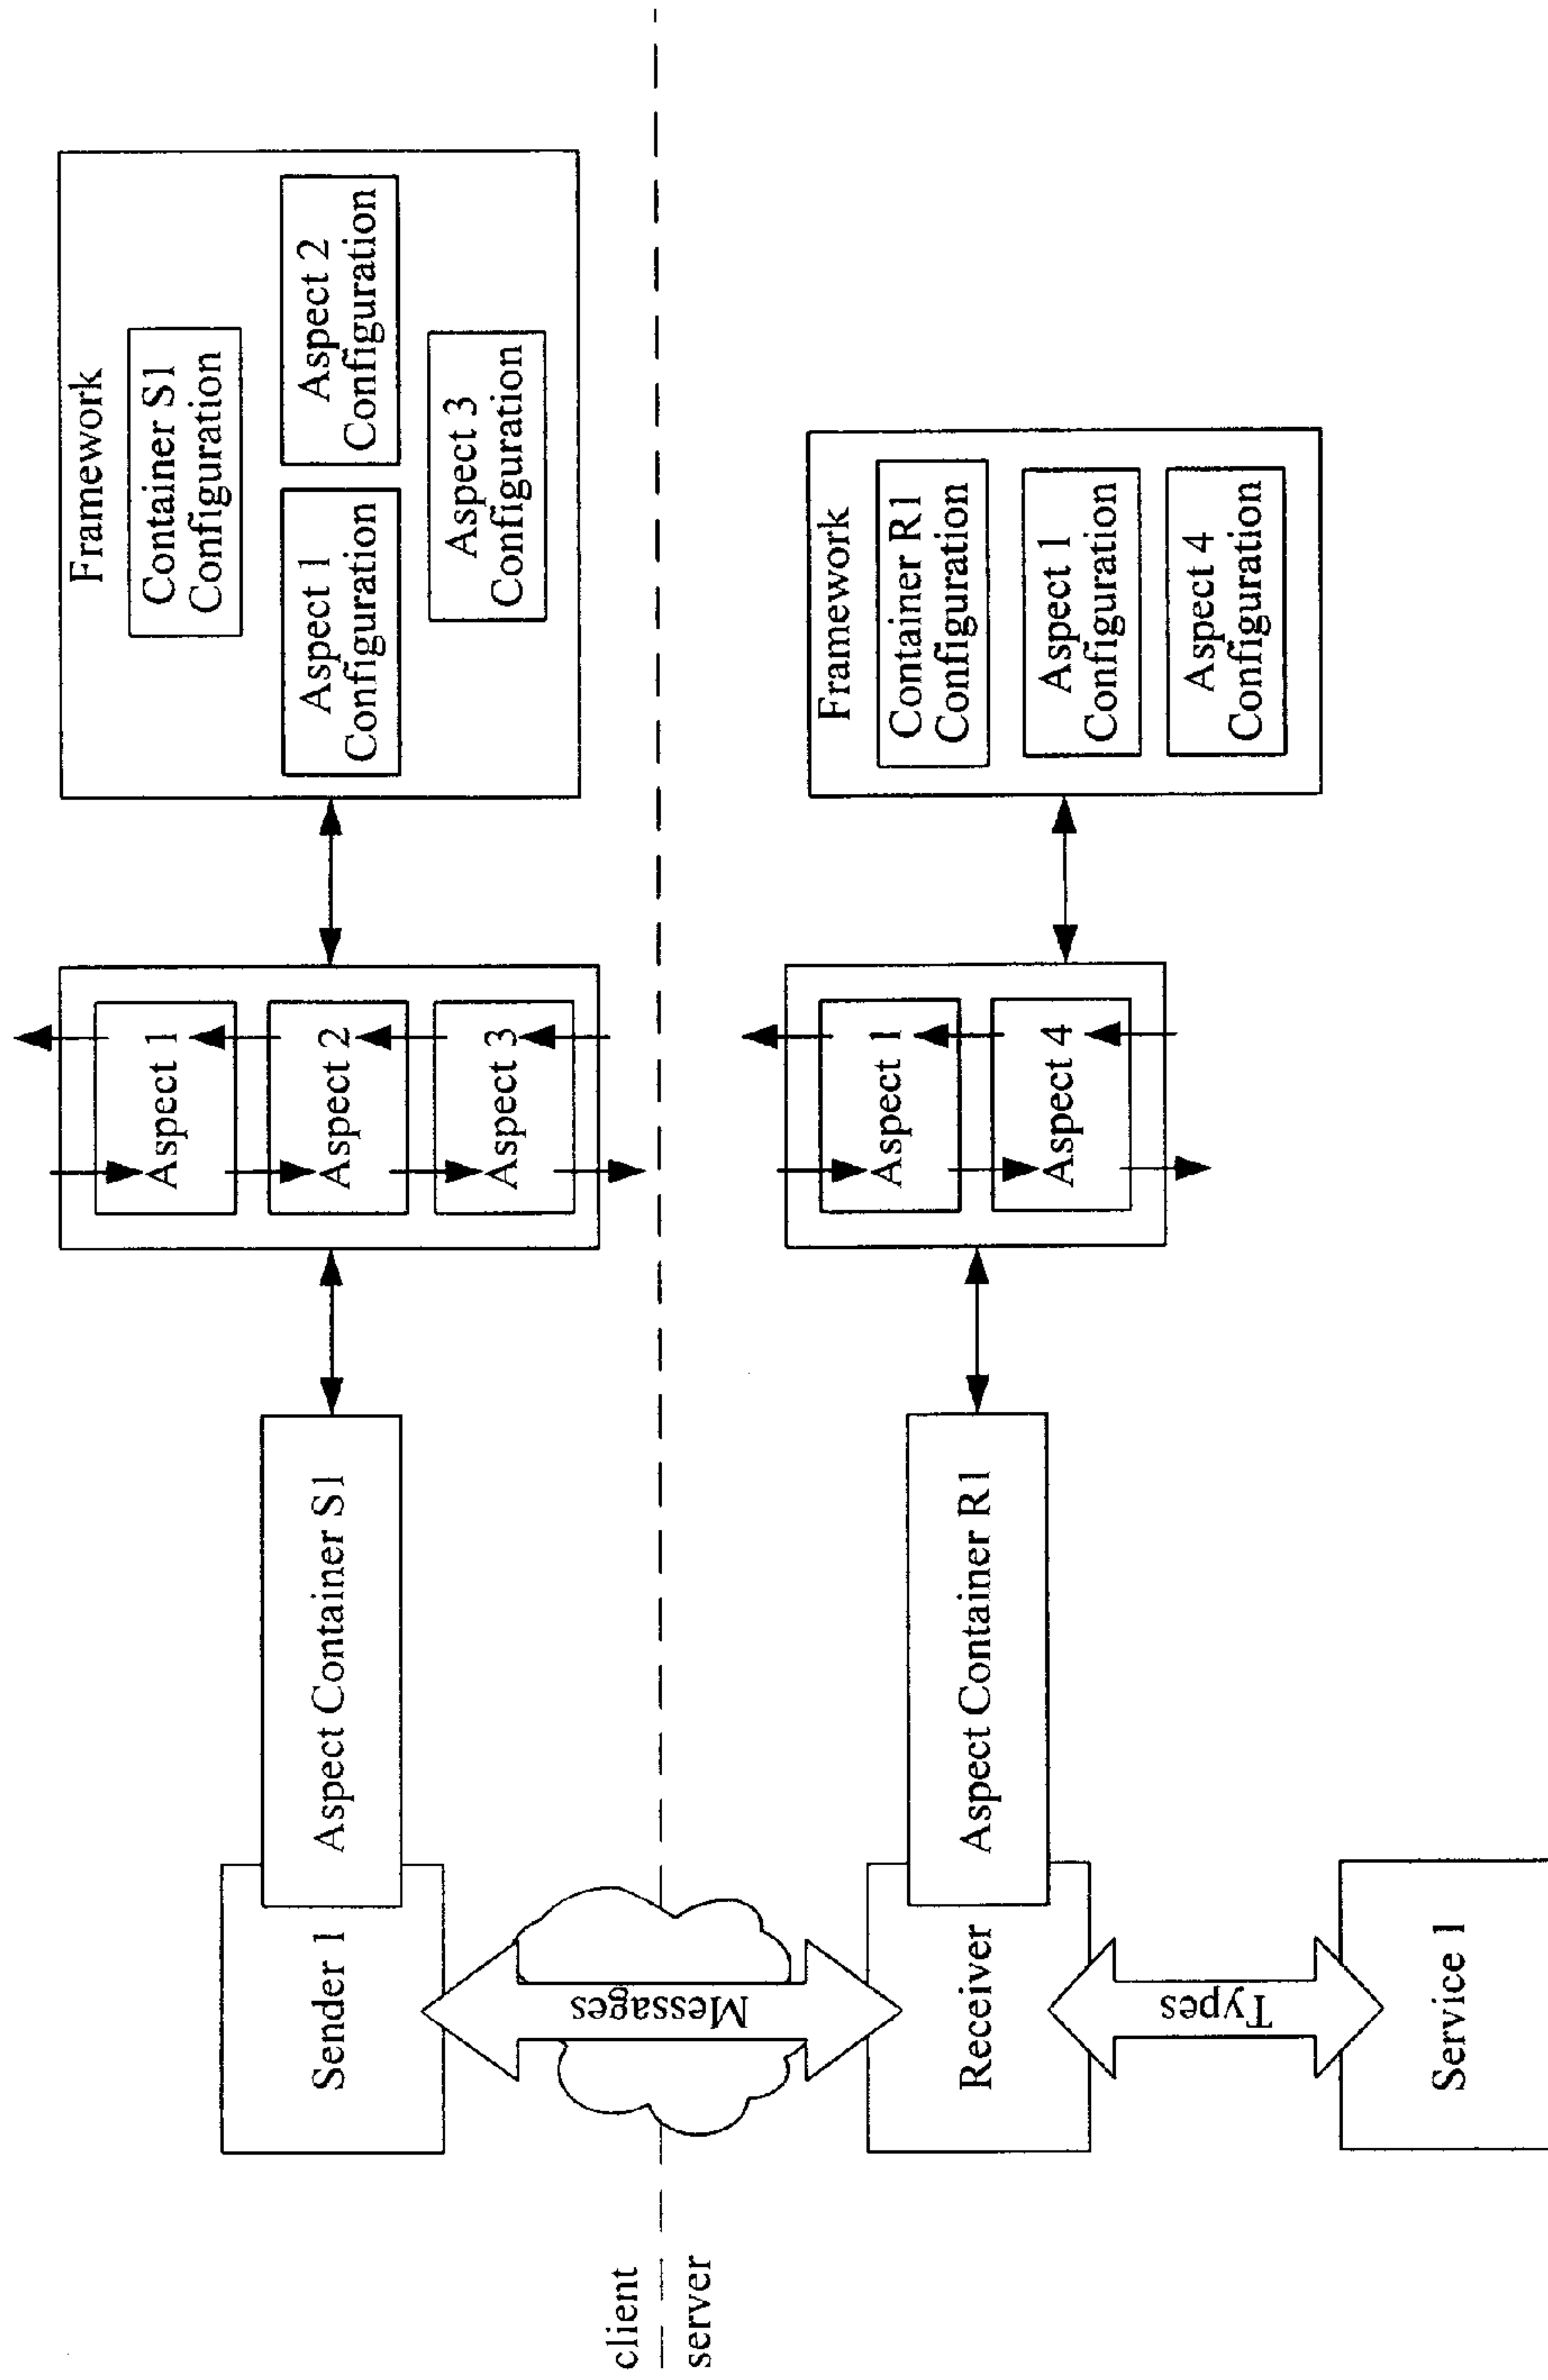 Framework
Container S1
Configuration
Aspect 1
Configuration
Aspect 2
Configuration
Aspect 3
Configuration
Aspect 1
Aspect 2
Aspect 3
Aspect Container S1
Sender 1
Messages
client
server
Framework
Container R1
Configuration
Aspect 1
Configuration
Aspect 4
Configuration
Aspect 1
Aspect 4
Aspect Container R1
Receiver
Types
Service 1